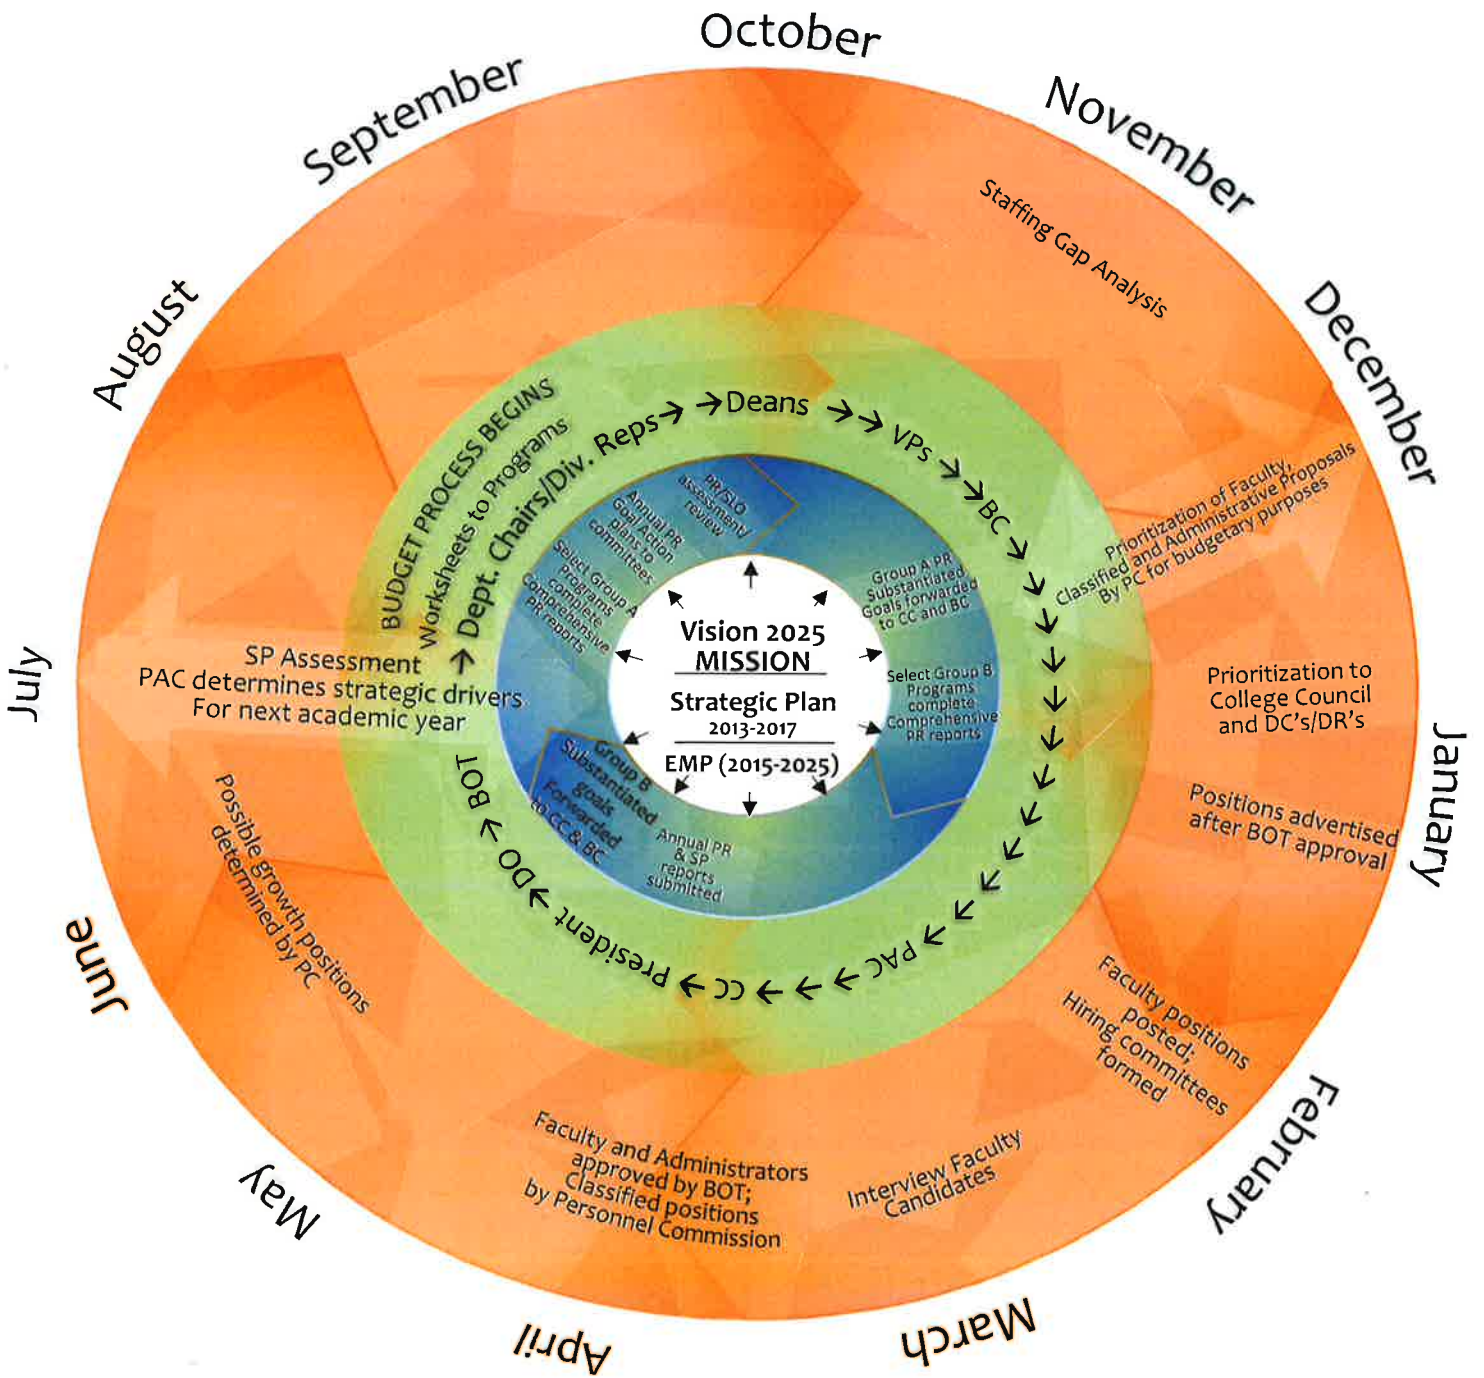 October
November
December
January
February
March
April
May
June
July
August
September
Staffing Gap Analysis
Prioritization of Faculty,
Classified and Administrative Proposals
By PC for budgetary purposes
Prioritization to
College Council
and DC's/DR's
Positions advertised
after BOT approval
Faculty positions
posted;
Hiring committees
formed
Interview Faculty
Candidates
Faculty and Administrators
approved by BOT;
Classified positions
by Personnel Commission
Possible growth positions
determined by PC
SP Assessment
PAC determines strategic drivers
For next academic year
BUDGET PROCESS BEGINS
Worksheets to Programs
→ Dept. Chairs/Div. Reps → → Deans → → VPs → → BC → → → → → → → → → → → → → PAC → → → → CC → President → DO → BOT
PR/SLO
assessment/
review
Annual PR
Goal Action
plans to
committees
Select Group A
Programs
complete
Comprehensive
PR reports
Group A PR
Substantiated
Goals forwarded
to CC and BC
Select Group B
Programs
complete
Comprehensive
PR reports
Annual PR
& SP
reports
submitted
Group B
Substantiated
goals
Forwarded
to CC & BC
Vision 2025
MISSION
Strategic Plan
2013-2017
EMP (2015-2025)